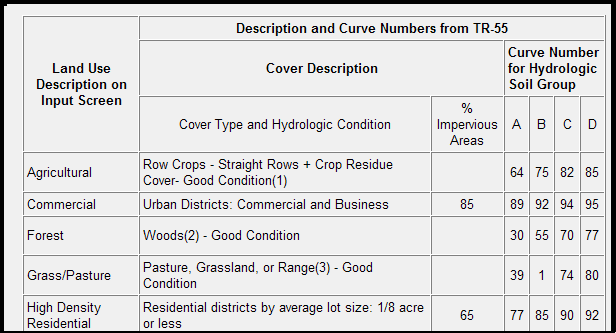 Description and Curve Numbers from TR-55
Land Use
Description on
Input Screen
Cover Description
Curve Number
for Hydrologic
Soil Group
Cover Type and Hydrologic Condition
%
Impervious
Areas
A B C D
Agricultural
Row Crops - Straight Rows + Crop Residue
Cover- Good Condition(1)
64 75 82 85
Commercial Urban Districts: Commercial and Business 85 89 92 94 95
Forest Woods(2) - Good Condition 30 55 70 77
Grass/Pasture
Pasture, Grassland, or Range(3) - Good
Condition
39 1 74 80
High Density
Residential
Residential districts by average lot size: 1/8 acre
or less
65 77 85 90 92